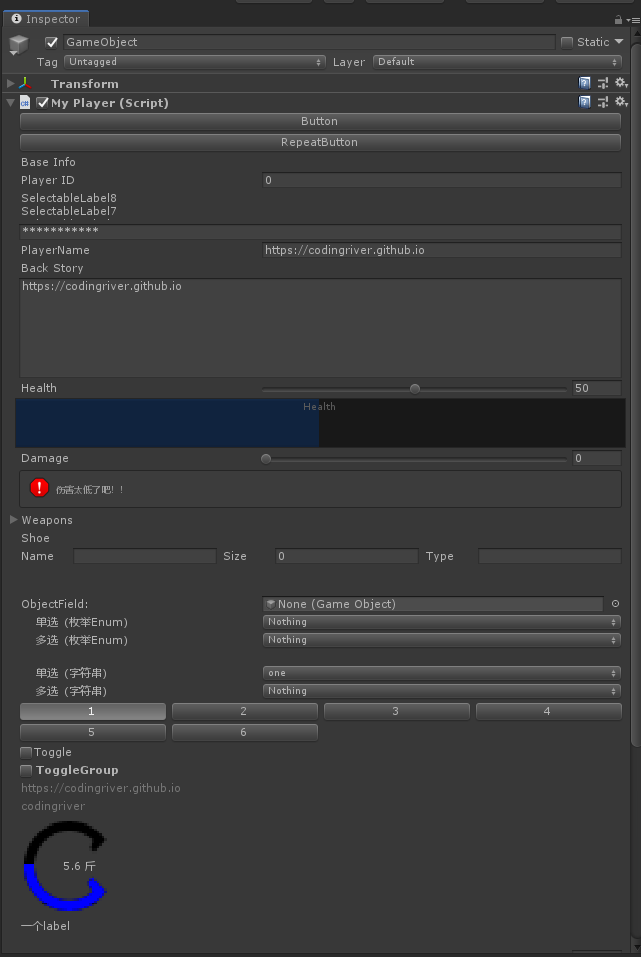 Inspector
GameObject
Static
Tag Untagged Layer Default
Transform
My Player (Script)
Button
RepeatButton
Base Info
Player ID 0
SelectableLabel8
SelectableLabel7
***********
PlayerName https://codingriver.github.io
Back Story
https://codingriver.github.io
Health 50
Health
Damage 0
伤害太低了吧！！
Weapons
Shoe
Name Size 0 Type
ObjectField: None (Game Object)
单选 (枚举Enum) Nothing
多选 (枚举Enum) Nothing
单选 (字符串) one
多选 (字符串) Nothing
1 2 3 4
5 6
Toggle
ToggleGroup
https://codingriver.github.io
codingriver
5.6 斤
一个label